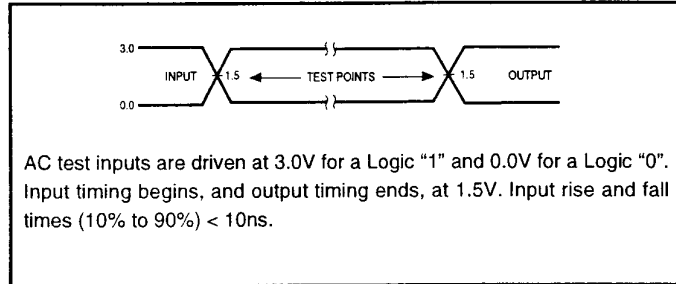 3.0
INPUT 1.5 TEST POINTS 1.5 OUTPUT
0.0
AC test inputs are driven at 3.0V for a Logic “1” and 0.0V for a Logic “0”.
Input timing begins, and output timing ends, at 1.5V. Input rise and fall
times (10% to 90%) < 10ns.